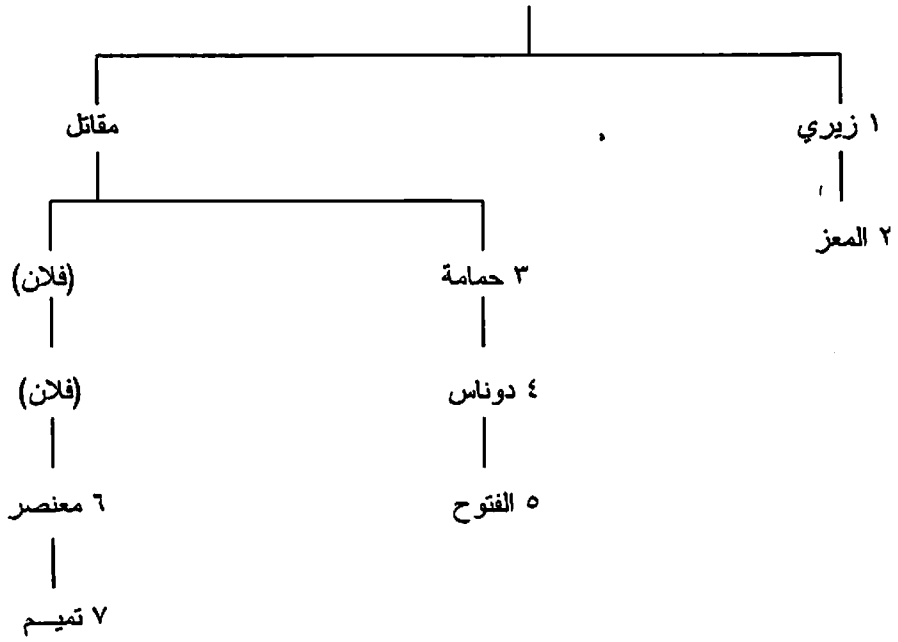 ١ زيري
مقاتل
٢ المعز
٣ حمامة
(فلان)
٤ دوناس
(فلان)
٥ الفتوح
٦ معنصر
٧ تميم